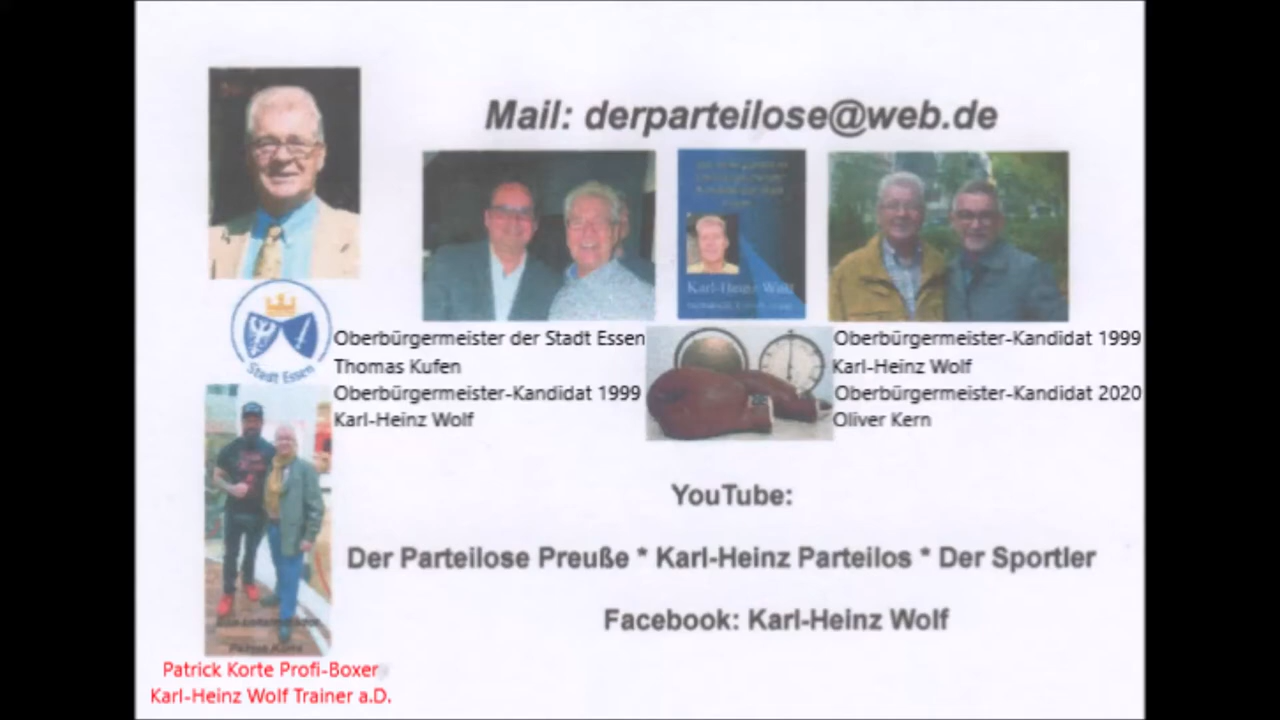 Mail: derparteilose@web.de
Karl-Heinz Wolf
Stadt Essen
Oberbürgermeister der Stadt Essen
Thomas Kufen
Oberbürgermeister-Kandidat 1999
Karl-Heinz Wolf
Oberbürgermeister-Kandidat 1999
Karl-Heinz Wolf
Oberbürgermeister-Kandidat 2020
Oliver Kern
YouTube:
Der Parteilose Preuße * Karl-Heinz Parteilos * Der Sportler
Facebook: Karl-Heinz Wolf
Patrick Korte
Patrick Korte Profi-Boxer
Karl-Heinz Wolf Trainer a.D.